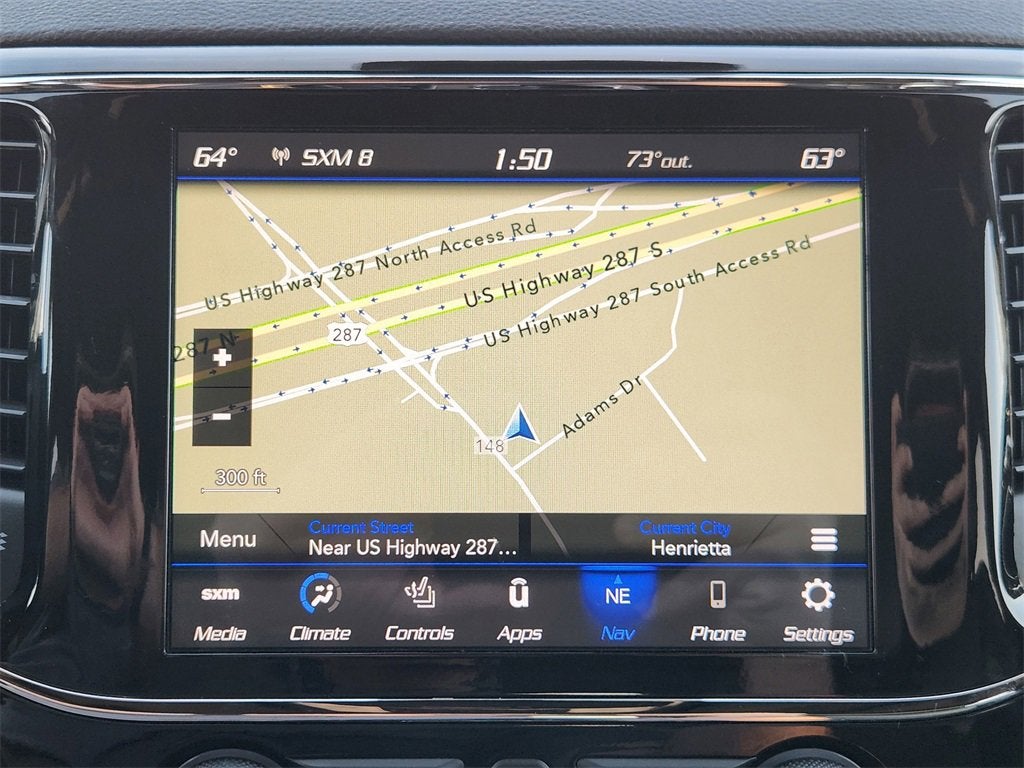 64° SXM 8 1:50 73°out. 63°
US Highway 287 North Access Rd
US Highway 287 S
US Highway 287 South Access Rd
287
287 N
+
-
Adams Dr
148
300 ft
Menu
Current Street
Near US Highway 287...
Current City
Henrietta
sxm
NE
Media Climate Controls Apps Nav Phone Settings